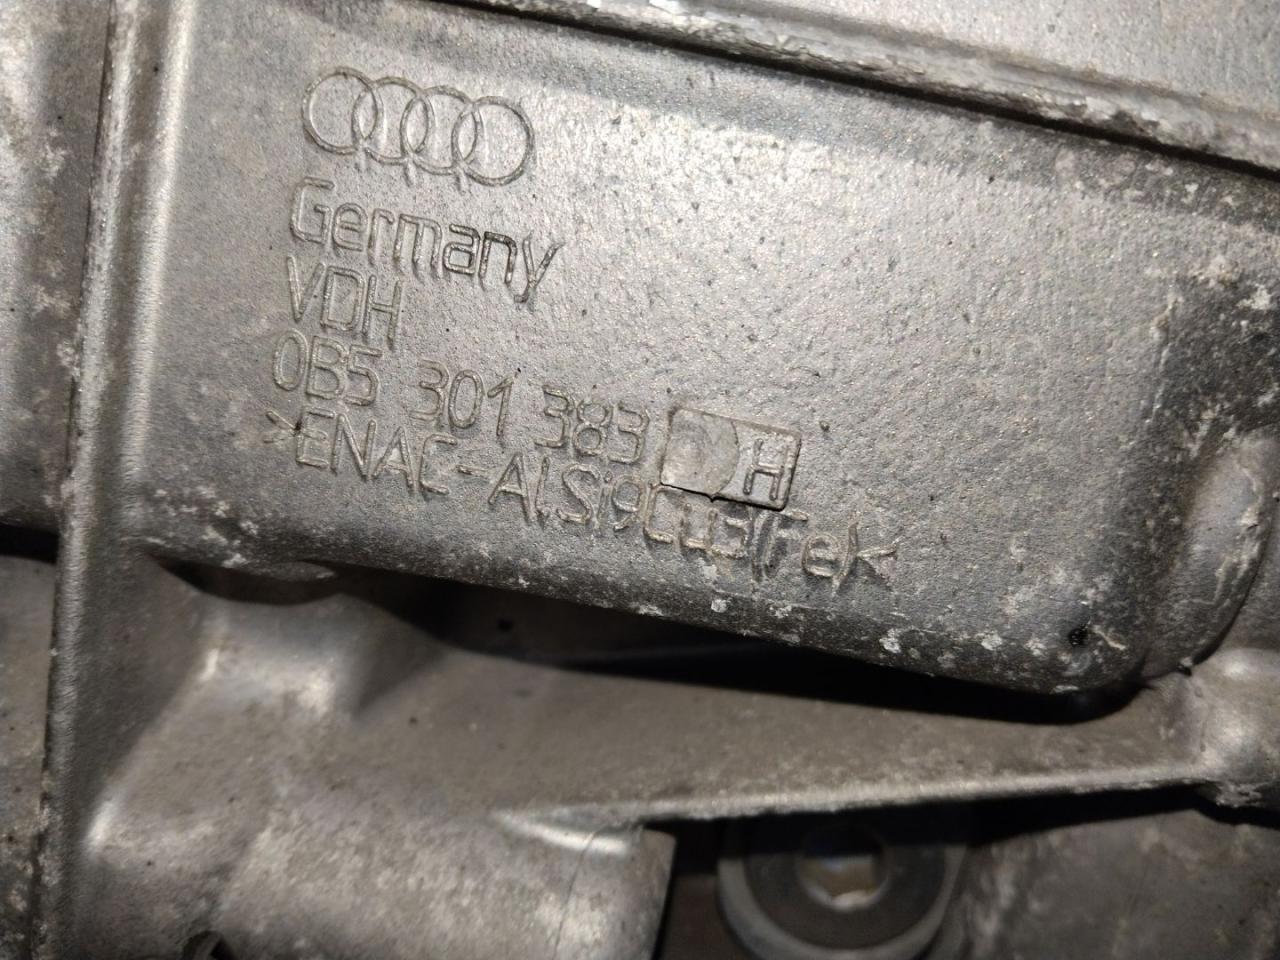 Germany
VDH
0B5 301 383 H
>ENAC-AlSi9Cu3(Fe)<